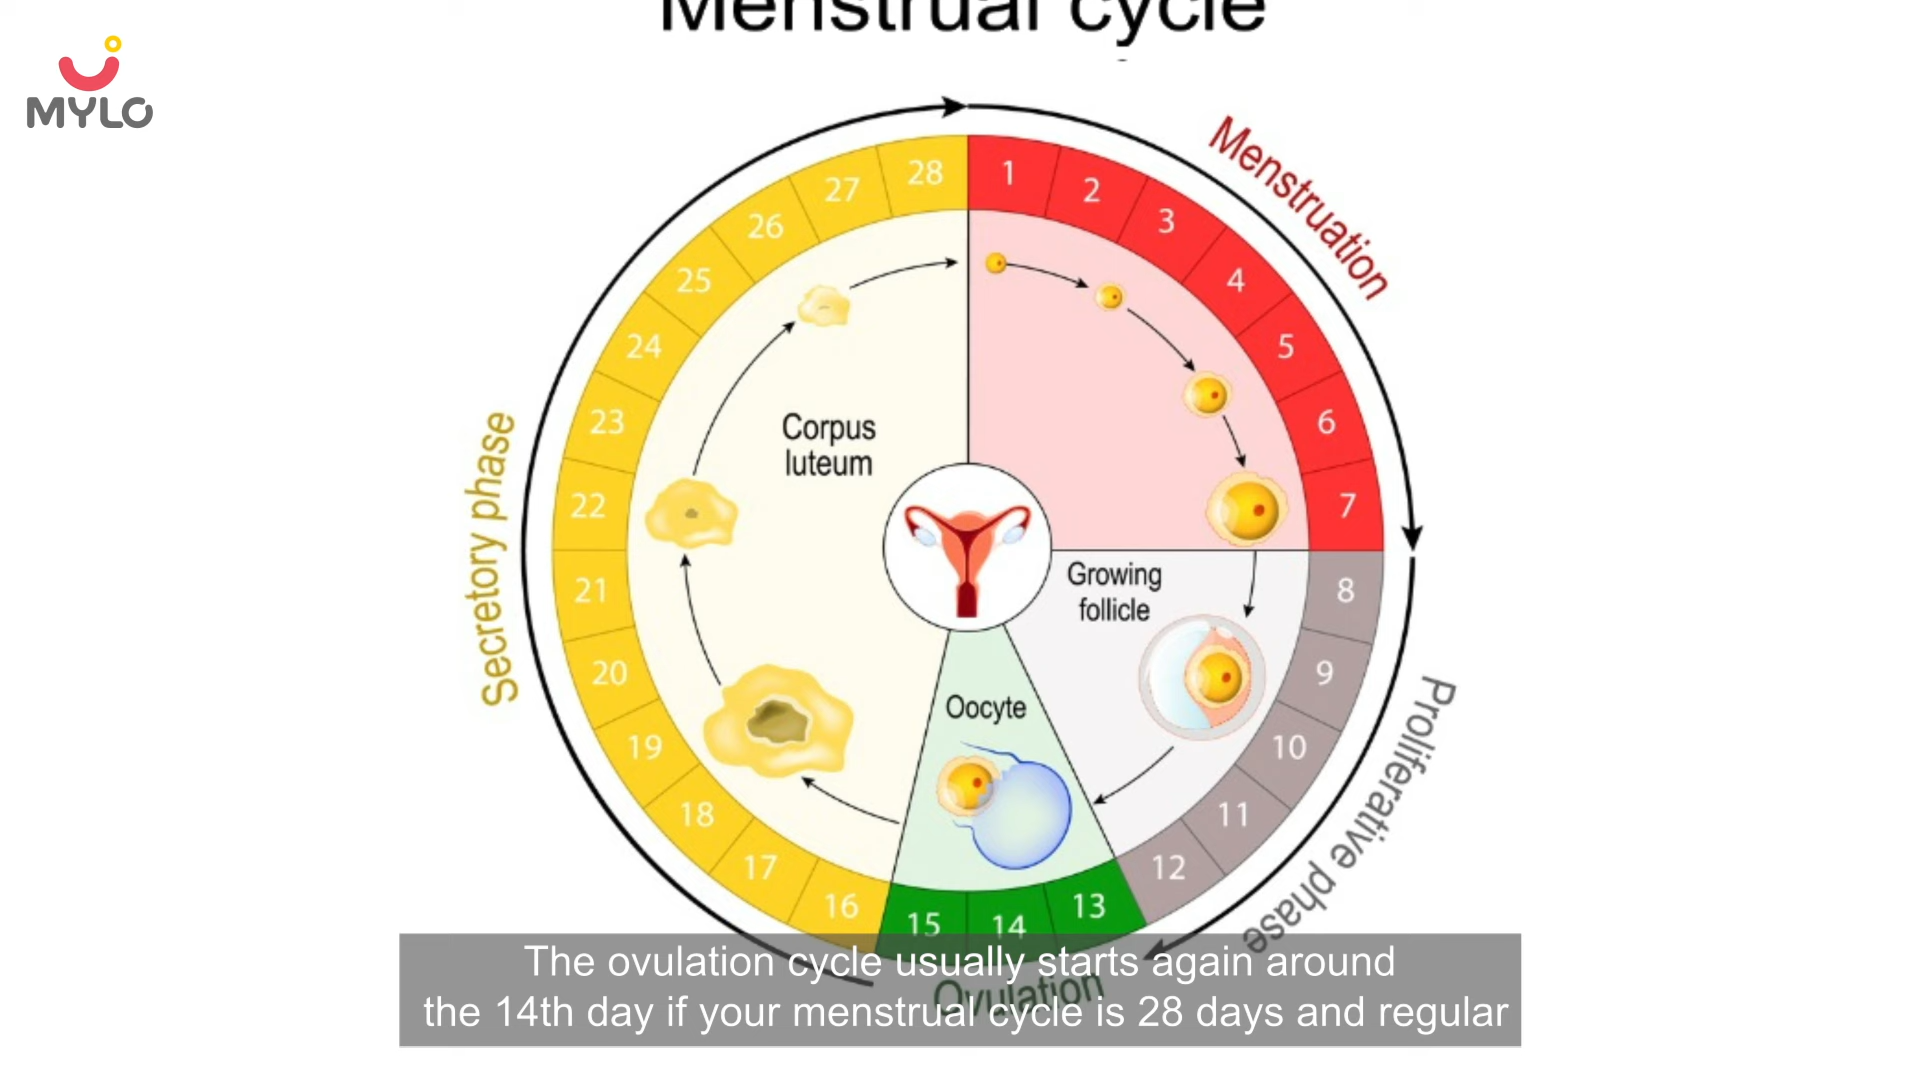 Menstrual cycle
MYLO
Menstruation
Proliferative phase
Ovulation
Secretory phase
1
2
3
4
5
6
7
8
9
10
11
12
13
14
15
16
17
18
19
20
21
22
23
24
25
26
27
28
Corpus
luteum
Growing
follicle
Oocyte
The ovulation cycle usually starts again around
the 14th day if your menstrual cycle is 28 days and regular